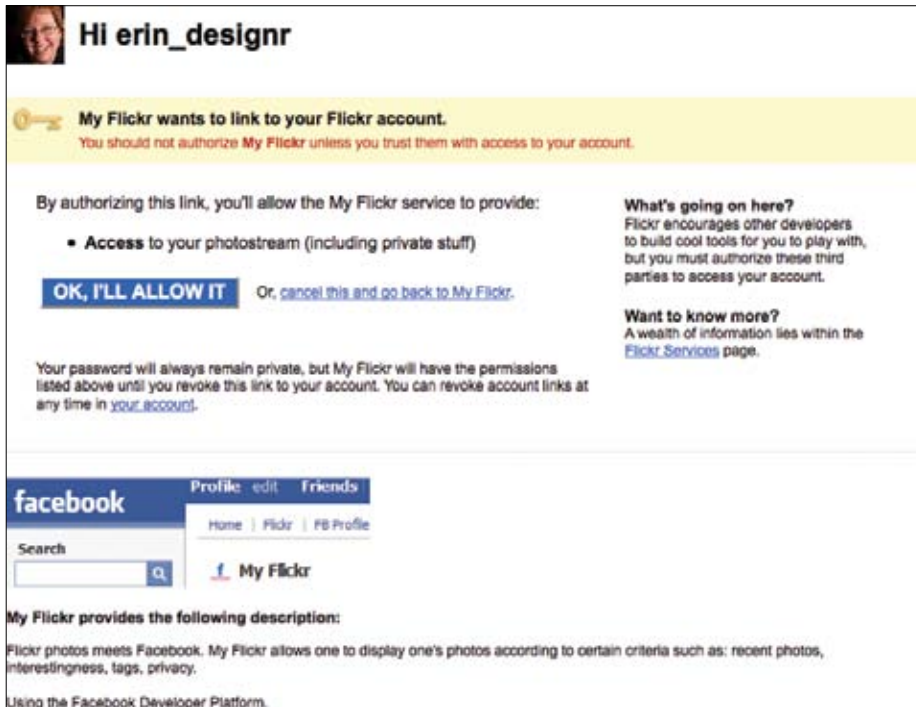 Hi erin_designr
My Flickr wants to link to your Flickr account.
You should not authorize My Flickr unless you trust them with access to your account.
By authorizing this link, you'll allow the My Flickr service to provide:
• Access to your photostream (including private stuff)
OK, I'LL ALLOW IT
Or, cancel this and go back to My Flickr.
Your password will always remain private, but My Flickr will have the permissions
listed above until you revoke this link to your account. You can revoke account links at
any time in your account.
What's going on here?
Flickr encourages other developers
to build cool tools for you to play with,
but you must authorize these third
parties to access your account.
Want to know more?
A wealth of information lies within the
Flickr Services page.
facebook
Profile edit Friends
Home | Flickr | FB Profile
Search
f My Flickr
My Flickr provides the following description:
Flickr photos meets Facebook. My Flickr allows one to display one's photos according to certain criteria such as: recent photos,
interestingness, tags, privacy.
Using the Facebook Developer Platform.